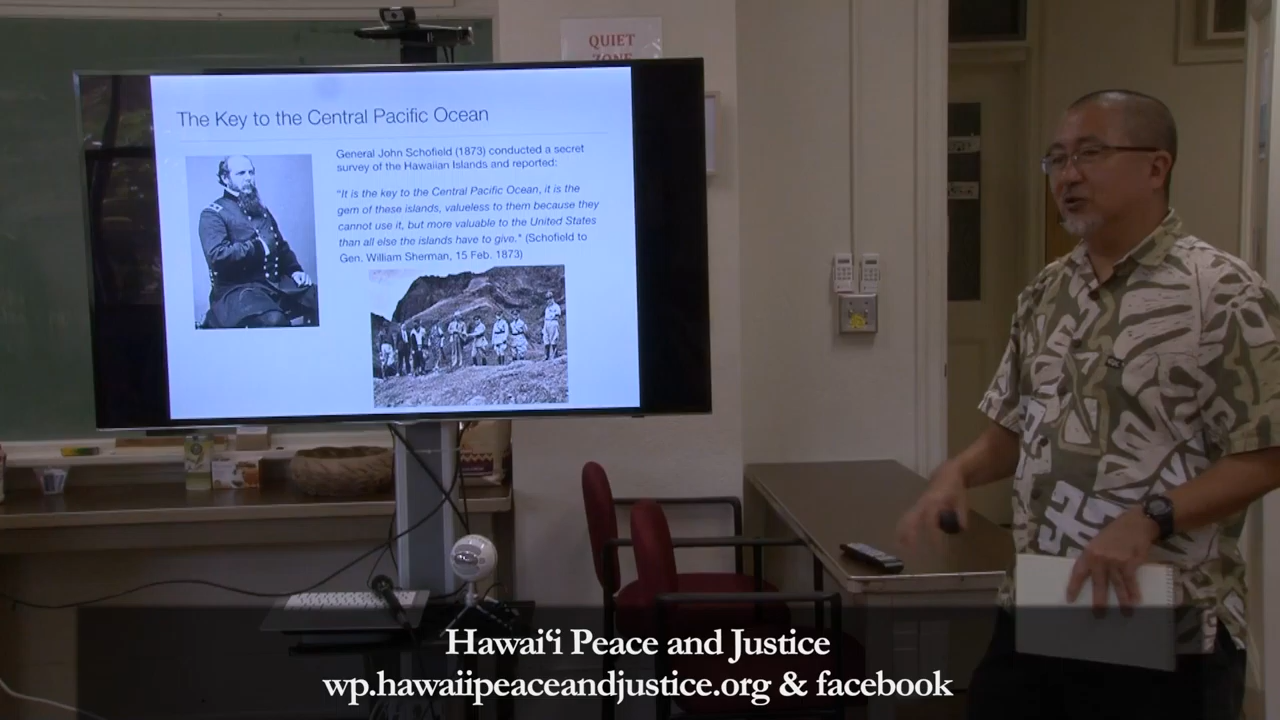 QUIET
ZONE
The Key to the Central Pacific Ocean
General John Schofield (1873) conducted a secret
survey of the Hawaiian Islands and reported:
"It is the key to the Central Pacific Ocean, it is the
gem of these islands, valueless to them because they
cannot use it, but more valuable to the United States
than all else the islands have to give." (Schofield to
Gen. William Sherman, 15 Feb. 1873)
Hawaiʻi Peace and Justice
wp.hawaiipeaceandjustice.org & facebook